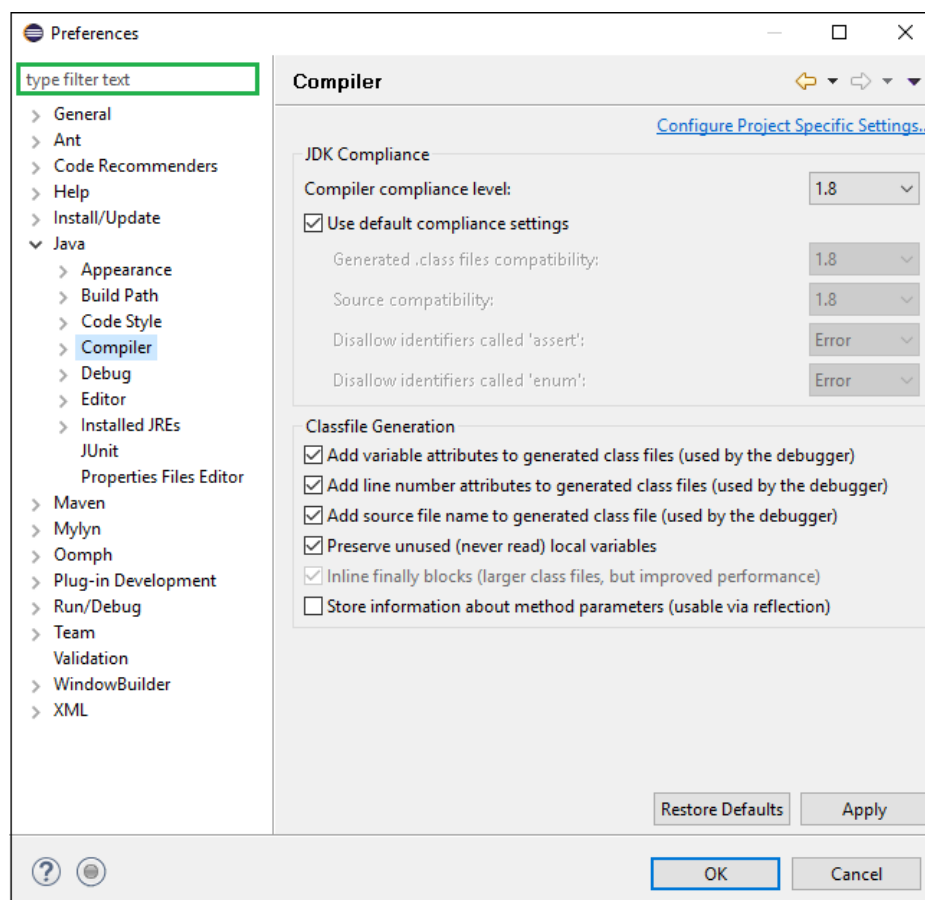 Preferences
type filter text
General
Ant
Code Recommenders
Help
Install/Update
Java
Appearance
Build Path
Code Style
Compiler
Debug
Editor
Installed JREs
JUnit
Properties Files Editor
Maven
Mylyn
Oomph
Plug-in Development
Run/Debug
Team
Validation
WindowBuilder
XML
Compiler
Configure Project Specific Settings..
JDK Compliance
Compiler compliance level: 1.8
Use default compliance settings
Generated .class files compatibility: 1.8
Source compatibility: 1.8
Disallow identifiers called 'assert': Error
Disallow identifiers called 'enum': Error
Classfile Generation
Add variable attributes to generated class files (used by the debugger)
Add line number attributes to generated class files (used by the debugger)
Add source file name to generated class file (used by the debugger)
Preserve unused (never read) local variables
Inline finally blocks (larger class files, but improved performance)
Store information about method parameters (usable via reflection)
Restore Defaults Apply
? OK Cancel